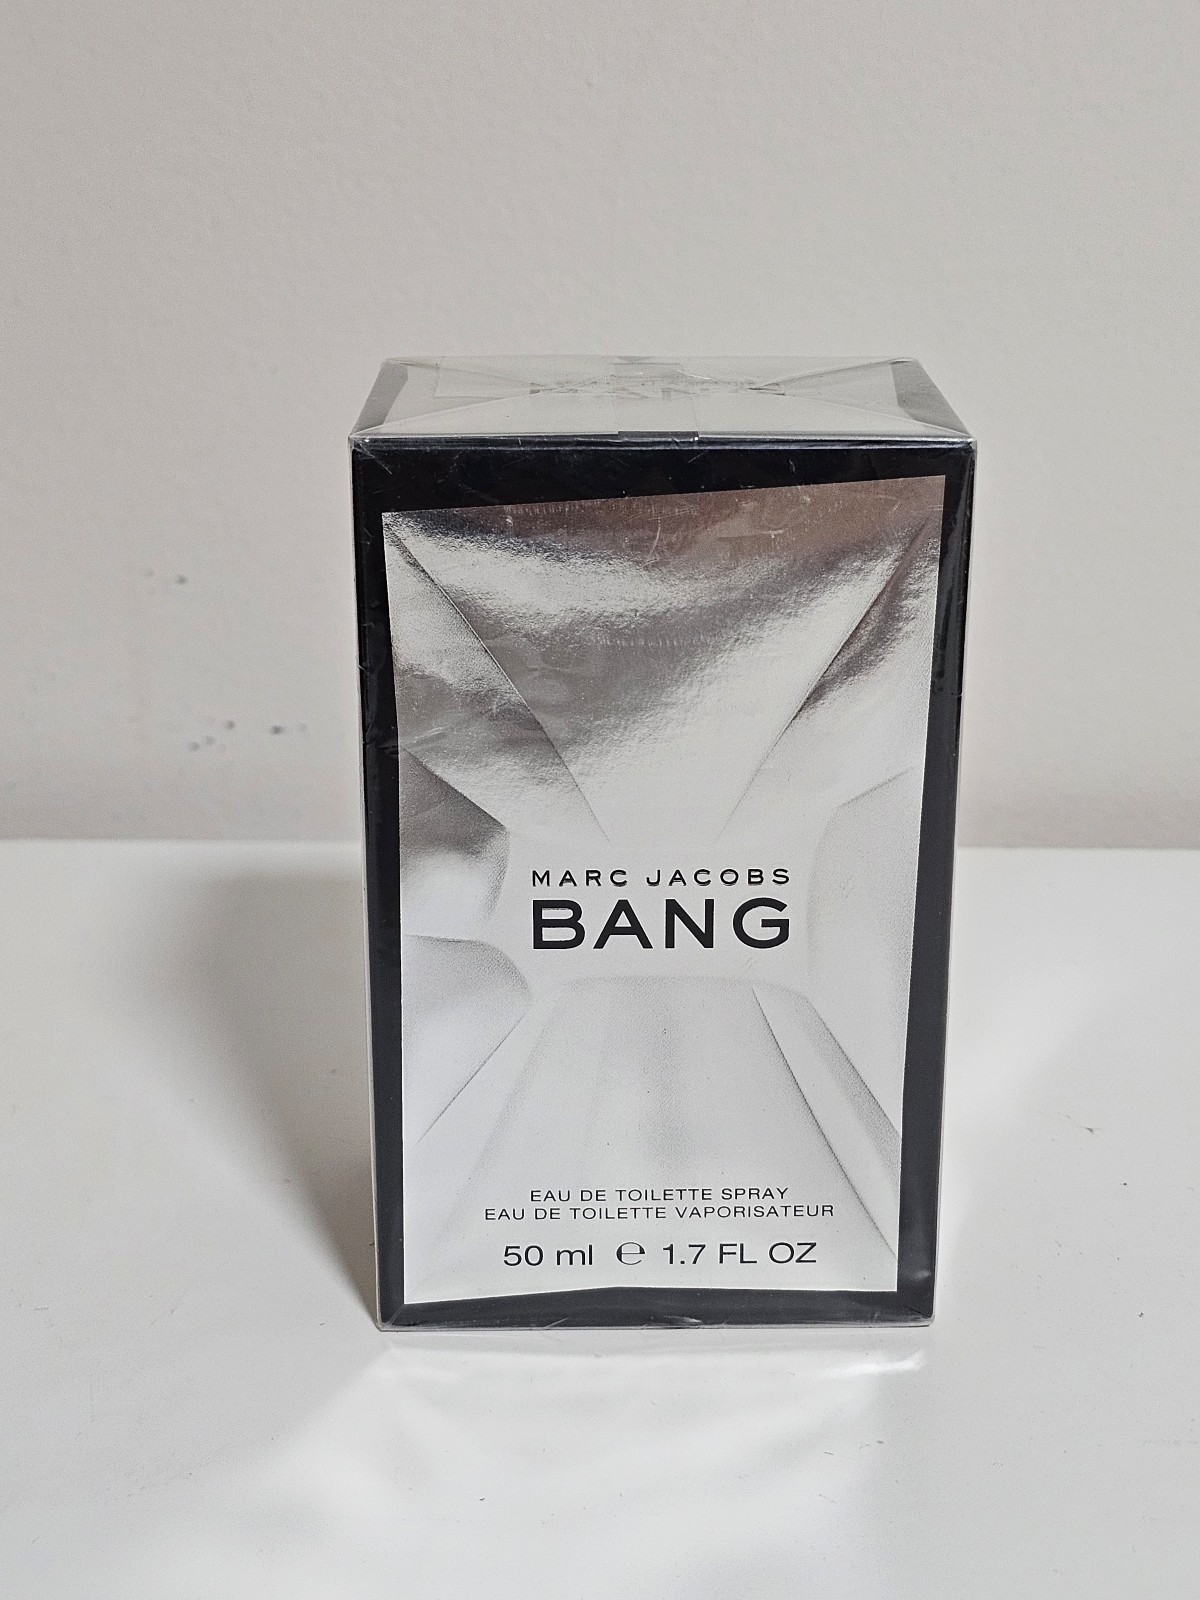 MARC JACOBS
BANG
EAU DE TOILETTE SPRAY
EAU DE TOILETTE VAPORISATEUR
50 ml ℮ 1.7 FL OZ